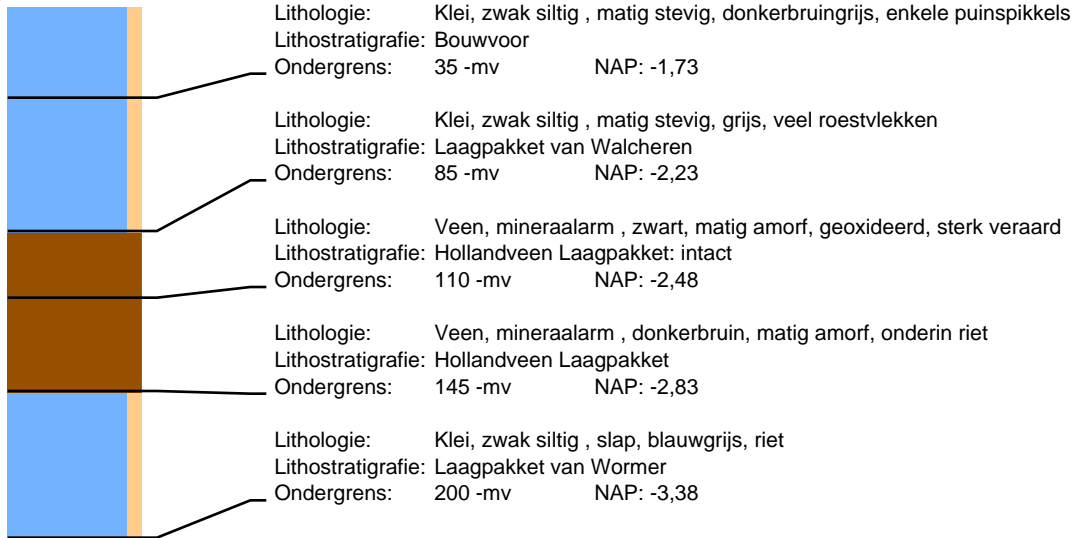 Lithologie: Klei, zwak siltig , matig stevig, donkerbruingrijs, enkele puinspikkels
Lithostratigrafie: Bouwvoor
Ondergrens: 35 -mv NAP: -1,73
Lithologie: Klei, zwak siltig , matig stevig, grijs, veel roestvlekken
Lithostratigrafie: Laagpakket van Walcheren
Ondergrens: 85 -mv NAP: -2,23
Lithologie: Veen, mineraalarm , zwart, matig amorf, geoxideerd, sterk veraard
Lithostratigrafie: Hollandveen Laagpakket: intact
Ondergrens: 110 -mv NAP: -2,48
Lithologie: Veen, mineraalarm , donkerbruin, matig amorf, onderin riet
Lithostratigrafie: Hollandveen Laagpakket
Ondergrens: 145 -mv NAP: -2,83
Lithologie: Klei, zwak siltig , slap, blauwgrijs, riet
Lithostratigrafie: Laagpakket van Wormer
Ondergrens: 200 -mv NAP: -3,38